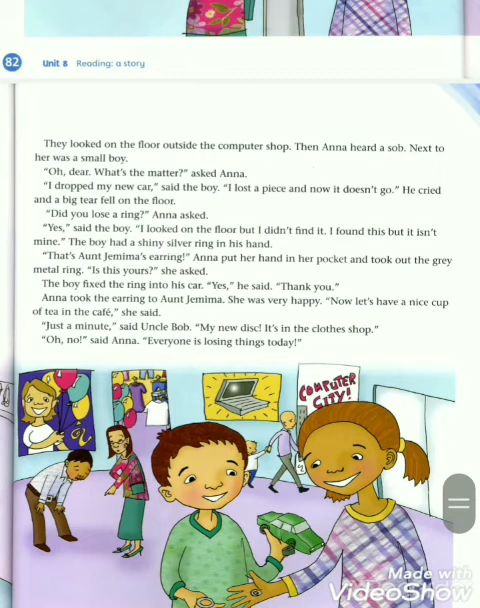 82 Unit 8 Reading: a story
They looked on the floor outside the computer shop. Then Anna heard a sob. Next to
her was a small boy.
“Oh, dear. What’s the matter?” asked Anna.
“I dropped my new car,” said the boy. “I lost a piece and now it doesn’t go.” He cried
and a big tear fell on the floor.
“Did you lose a ring?” Anna asked.
“Yes,” said the boy. “I looked on the floor but I didn’t find it. I found this but it isn’t
mine.” The boy had a shiny silver ring in his hand.
“That’s Aunt Jemima’s earring!” Anna put her hand in her pocket and took out the grey
metal ring. “Is this yours?” she asked.
The boy fixed the ring into his car. “Yes,” he said. “Thank you.”
Anna took the earring to Aunt Jemima. She was very happy. “Now let’s have a nice cup
of tea in the café,” she said.
“Just a minute,” said Uncle Bob. “My new disc! It’s in the clothes shop.”
“Oh, no!” said Anna. “Everyone is losing things today!”
COMPUTER
CITY!
Made with
VideoShow